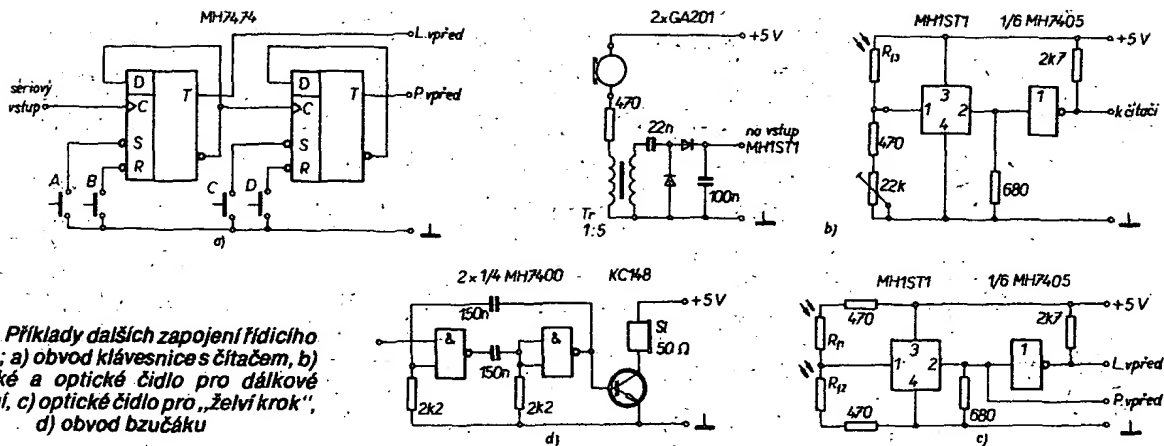 MH7474
L.vpřed
P.vpřed
sériový
vstup
D
T
C
S
R
D
T
C
S
R
A
B
C
D
a)
2xGA201
+5V
470
22n
na vstup
MH1ST1
100n
Tr
1:5
MH1ST1 1/6 MH7405
+5V
Rf3
2k7
3
1
2
4
1
k čítači
470
22k
680
b)
2 x 1/4 MH7400 KC148
150n
+5V
&
&
150n
Sl
50 Ω
2k2
2k2
d)
MH1ST1 1/6 MH7405
+5V
470
2k7
Rf1
3
1
2
4
1
L.vpřed
Rf2
P.vpřed
470
680
c)
Příklady dalších zapojení řídicího
; a) obvod klávesnice s čítačem, b)
ké a optické čidlo pro dálkové
í, c) optické čidlo pro „želví krok“,
d) obvod bzučáku